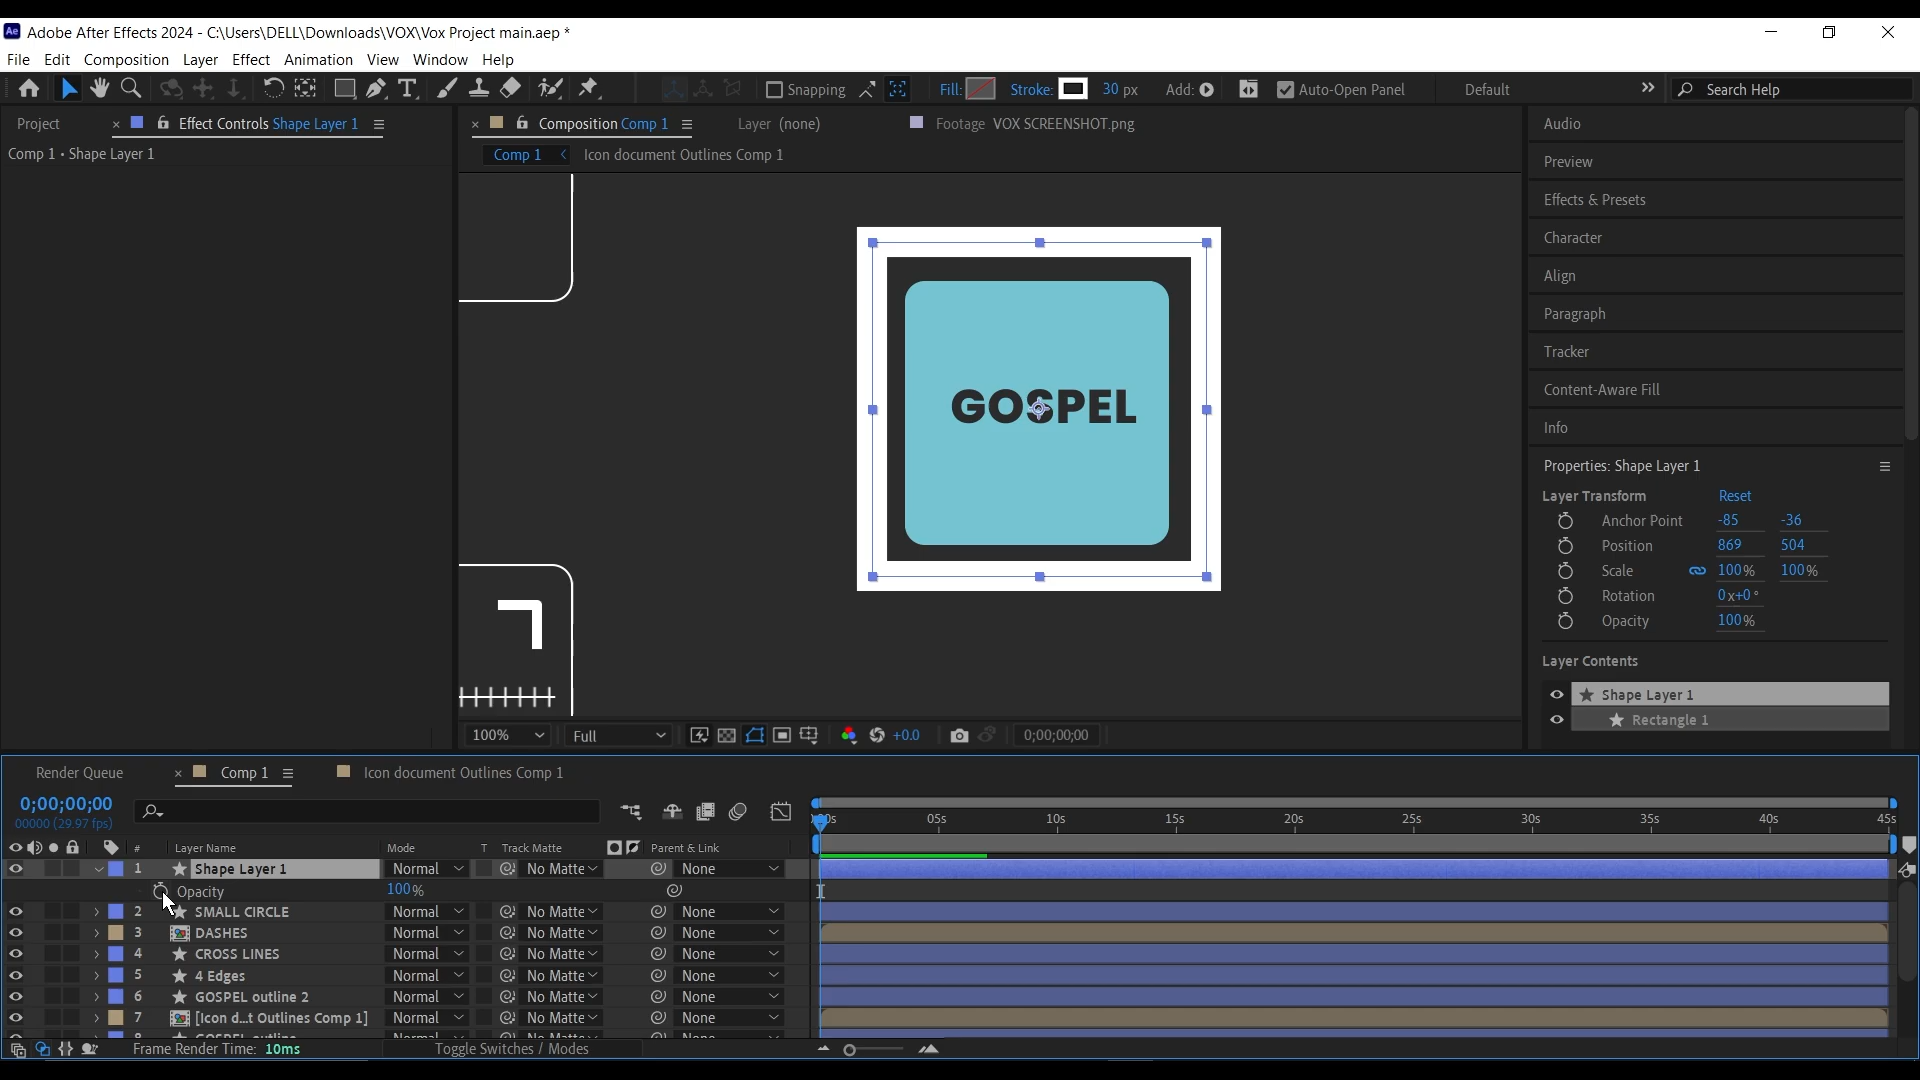 Adobe After Effects 2024 - C:\Users\DELL\Downloads\VOX\Vox Project main.aep *
File Edit Composition Layer Effect Animation View Window Help
Snapping Fill: Stroke: 30 px Add: Auto-Open Panel Default Search Help
Project Effect Controls Shape Layer 1 Composition Comp 1 Layer (none) Footage VOX SCREENSHOT.png
Comp 1 • Shape Layer 1
Comp 1 Icon document Outlines Comp 1
GOSPEL
100% Full +0.0 0;00;00;00
Audio
Preview
Effects & Presets
Character
Align
Paragraph
Tracker
Content-Aware Fill
Info
Properties: Shape Layer 1
Layer Transform Reset
Anchor Point -85 -36
Position 869 504
Scale 100% 100%
Rotation 0x+0°
Opacity 100%
Layer Contents
Shape Layer 1
Rectangle 1
Render Queue Comp 1 Icon document Outlines Comp 1
0;00;00;00
00000 (29.97 fps)
05s 10s 15s 20s 25s 30s 35s 40s 45s
# Layer Name Mode T Track Matte Parent & Link
1 Shape Layer 1 Normal No Matte None
Opacity 100%
2 SMALL CIRCLE Normal No Matte None
3 DASHES Normal No Matte None
4 CROSS LINES Normal No Matte None
5 4 Edges Normal No Matte None
6 GOSPEL outline 2 Normal No Matte None
7 [Icon d...t Outlines Comp 1] Normal No Matte None
Frame Render Time: 10ms Toggle Switches / Modes